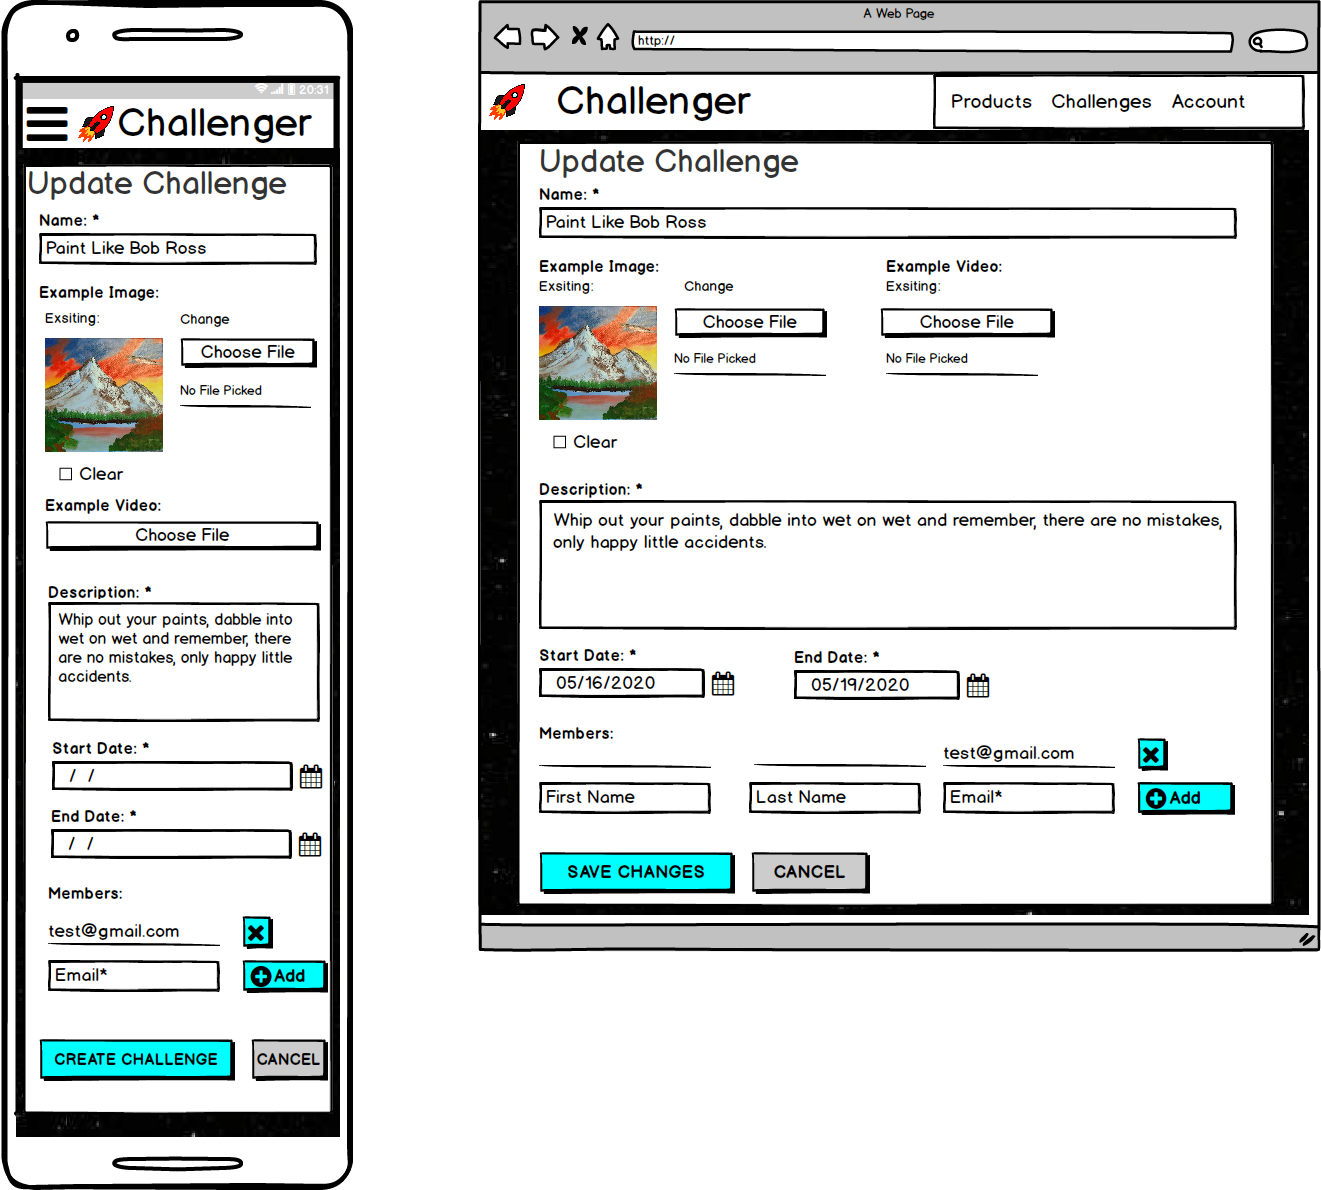 20:31
Challenger
Update Challenge
Name: *
Paint Like Bob Ross
Example Image:
Exsiting:
Change
Choose File
No File Picked
Clear
Example Video:
Choose File
Description: *
Whip out your paints, dabble into
wet on wet and remember, there
are no mistakes, only happy little
accidents.
Start Date: *
/ /
End Date: *
/ /
Members:
test@gmail.com
Email*
Add
CREATE CHALLENGE
CANCEL
A Web Page
http://
Challenger
Products Challenges Account
Update Challenge
Name: *
Paint Like Bob Ross
Example Image:
Exsiting:
Change
Choose File
No File Picked
Clear
Example Video:
Exsiting:
Choose File
No File Picked
Description: *
Whip out your paints, dabble into wet on wet and remember, there are no mistakes,
only happy little accidents.
Start Date: *
05/16/2020
End Date: *
05/19/2020
Members:
test@gmail.com
First Name
Last Name
Email*
Add
SAVE CHANGES
CANCEL